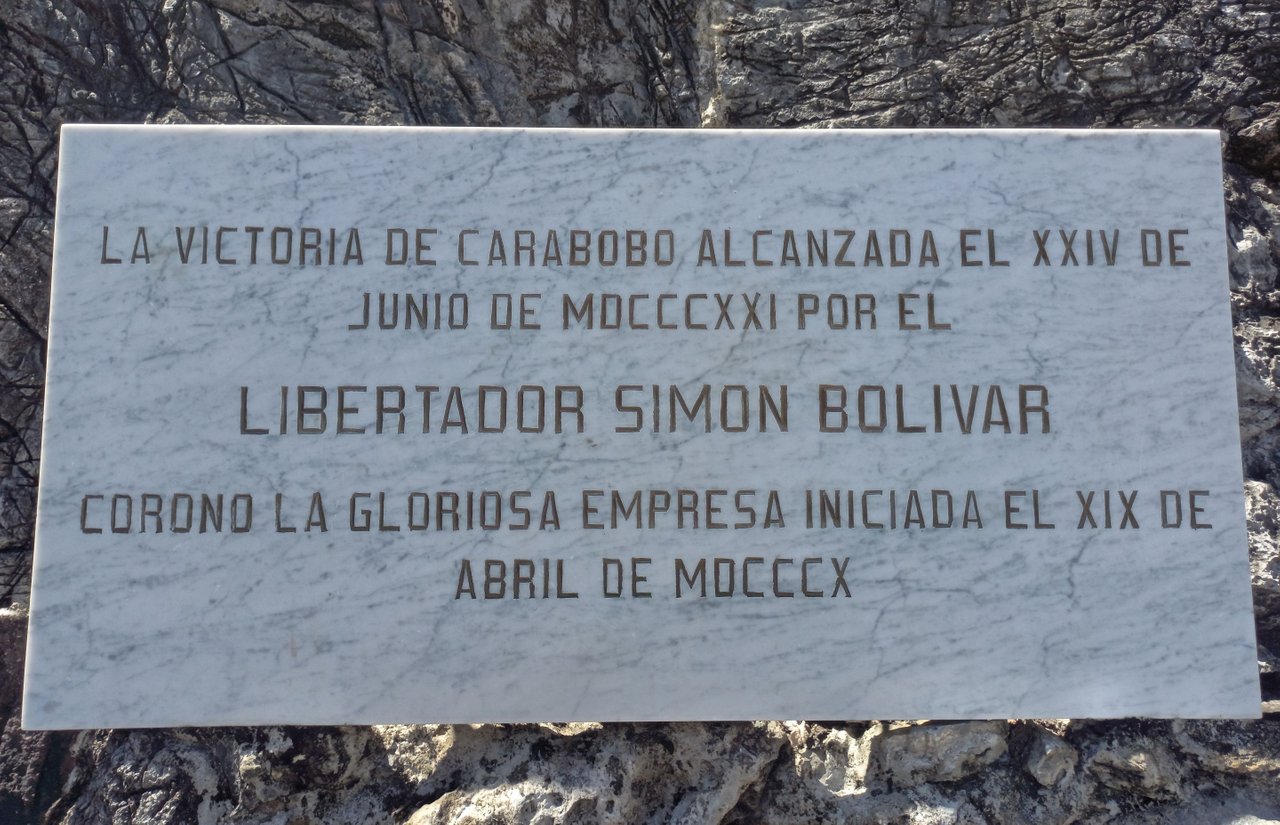 LA VICTORIA DE CARABOBO ALCANZADA EL XXIV DE
JUNIO DE MDCCCXXI POR EL
LIBERTADOR SIMON BOLIVAR
CORONO LA GLORIOSA EMPRESA INICIADA EL XIX DE
ABRIL DE MDCCCX